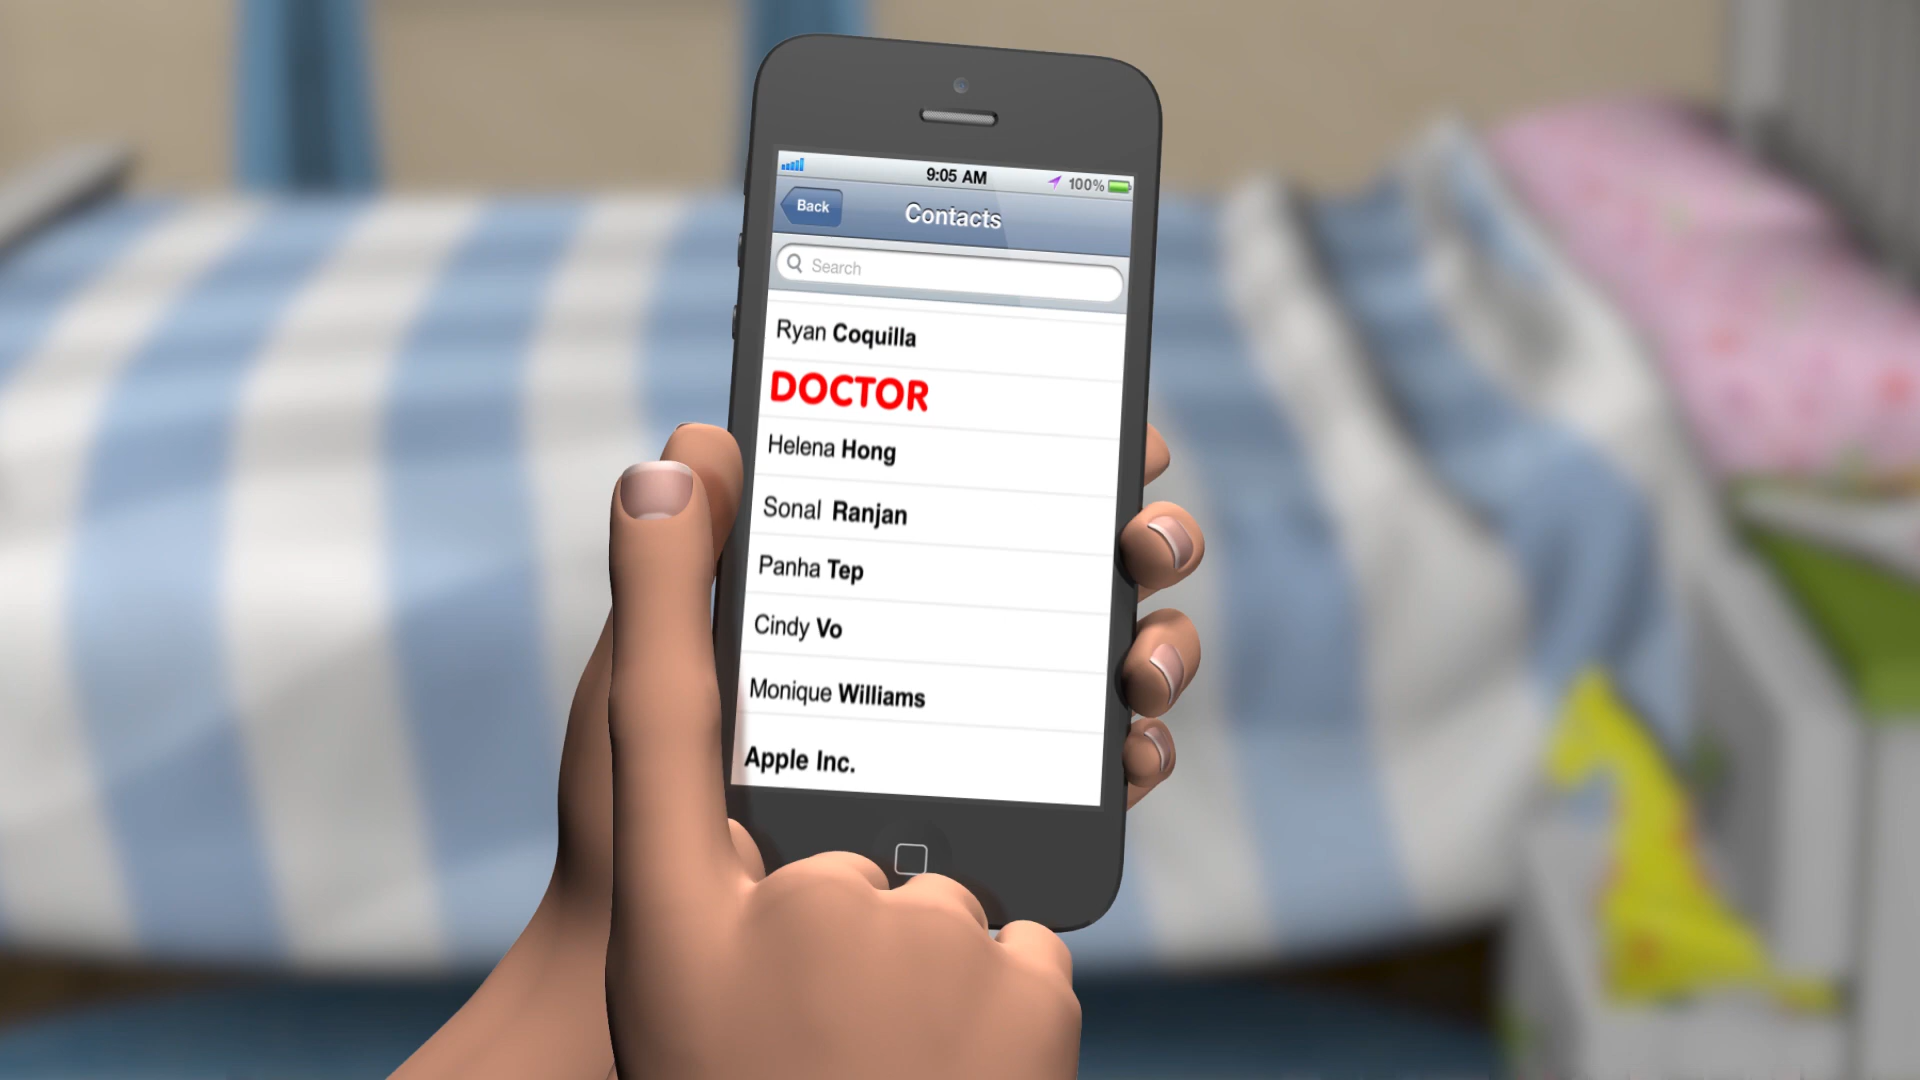 9:05 AM 100%
Back Contacts
Search
Ryan Coquilla
DOCTOR
Helena Hong
Sonal Ranjan
Panha Tep
Cindy Vo
Monique Williams
Apple Inc.